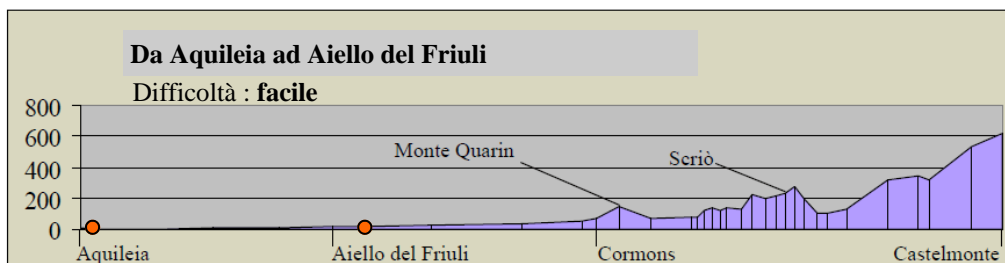 Da Aquileia ad Aiello del Friuli
Difficoltà : facile
800
600
400
200
0
Monte Quarin
Scriò
Aquileia
Aiello del Friuli
Cormons
Castelmonte